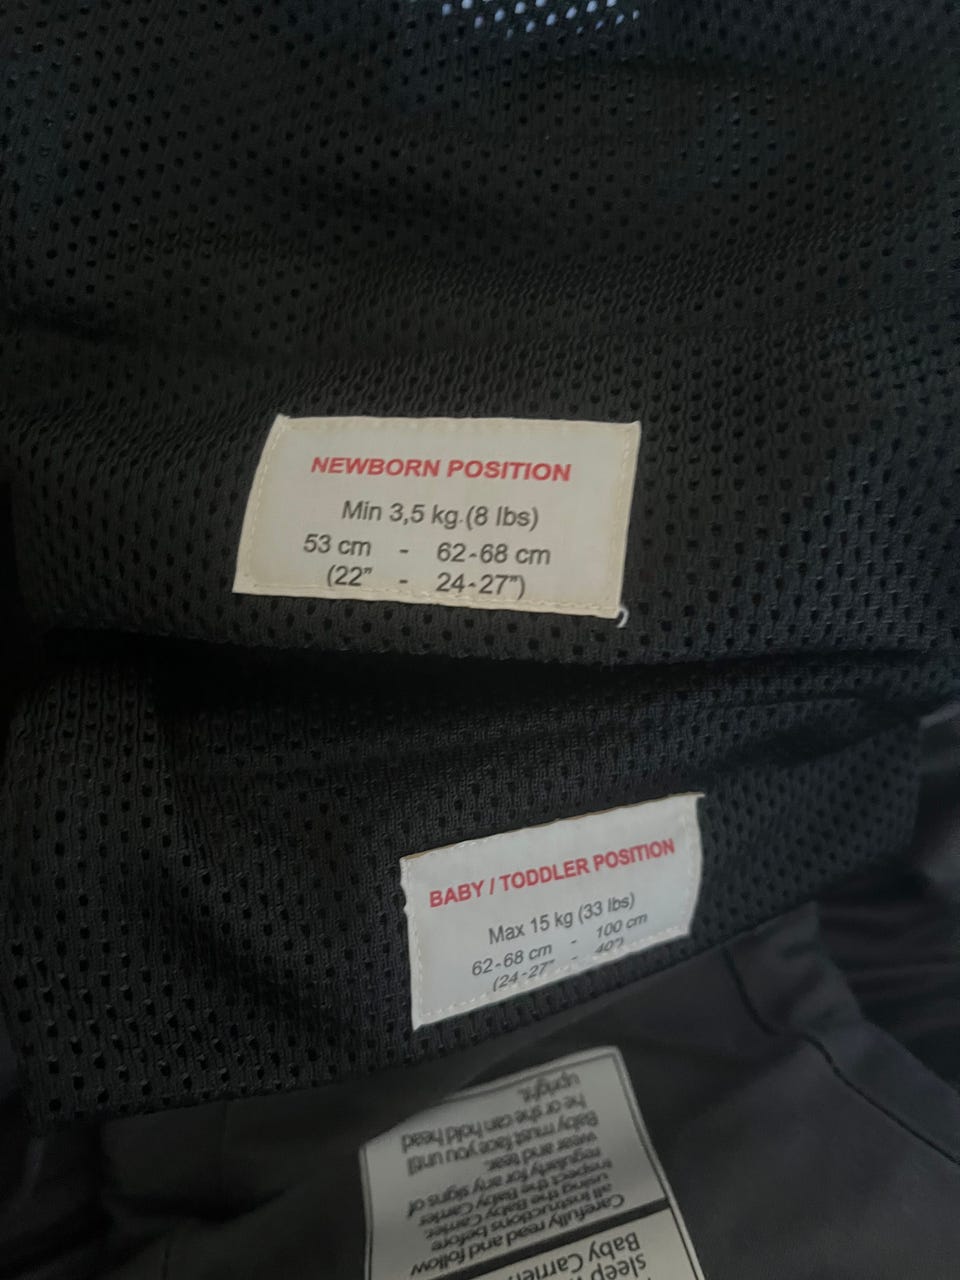 NEWBORN POSITION
Min 3,5 kg (8 lbs)
53 cm - 62-68 cm
(22" - 24-27")
BABY / TODDLER POSITION
Max 15 kg (33 lbs)
62-68 cm - 100 cm
(24-27" - 40")
sleep
Baby Carrier
Carefully read and follow
all instructions before
using the Baby Carrier.
Inspect the Baby Carrier
regularly for any signs of
wear and tear.
Baby must face you until
he or she can hold head
upright.